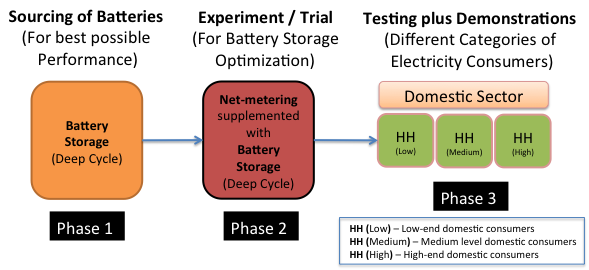 Sourcing of Batteries
(For best possible
Performance)
Experiment / Trial
(For Battery Storage
Optimization)
Testing plus Demonstrations
(Different Categories of
Electricity Consumers)
Battery
Storage
(Deep Cycle)
Net-metering
supplemented
with
Battery
Storage
(Deep Cycle)
Domestic Sector
HH
(Low)
HH
(Medium)
HH
(High)
Phase 1
Phase 2
Phase 3
HH (Low) – Low-end domestic consumers
HH (Medium) – Medium level domestic consumers
HH (High) – High-end domestic consumers